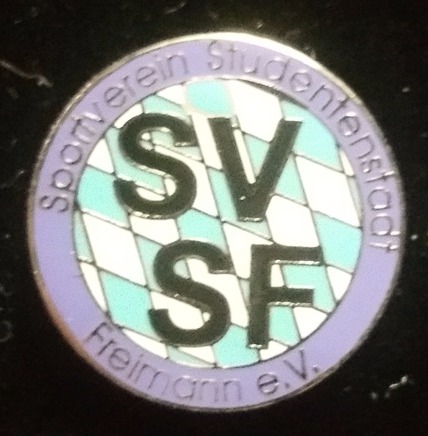 Sportverein Studentenstadt
SV
SF
Freimann e.V.